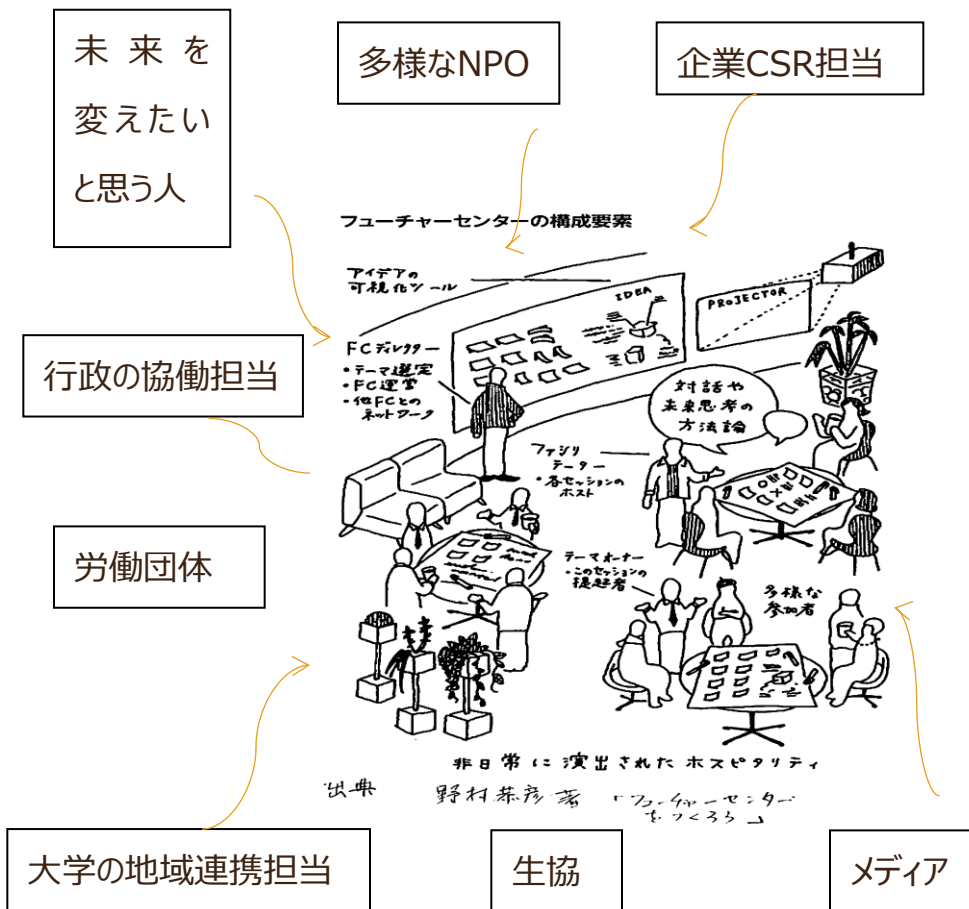 未来を
変えたい
と思う人
多様なNPO
企業CSR担当
フューチャーセンターの構成要素
アイデアの
可視化ツール
IDEA
PROJECTOR
FCディレクター
・テーマ選定
・FC運営
・他FCとの
ネットワーク
対話や
未来思考の
方法論
行政の協働担当
ファシリ
テーター
・各セッションの
ホスト
労働団体
テーマオーナー
・このセッションの
提起者
多様な
参加者
非日常に演出されたホスピタリティ
出典 野村恭彦著 「フューチャーセンター
をつくろう」
大学の地域連携担当
生協
メディア